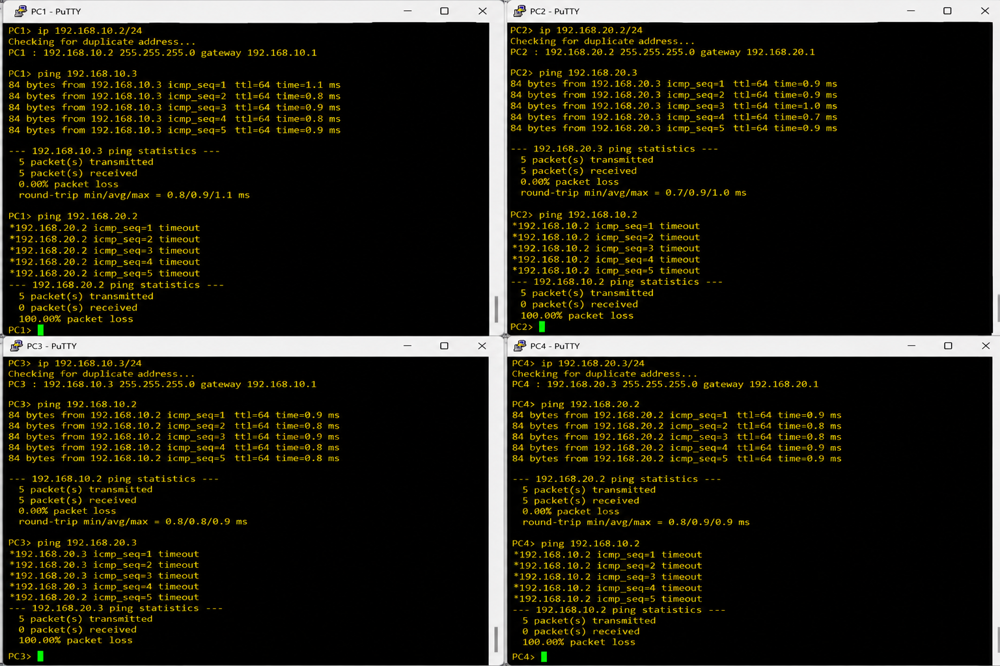 PC1 - PuTTY
PC1> ip 192.168.10.2/24
Checking for duplicate address...
PC1 : 192.168.10.2 255.255.255.0 gateway 192.168.10.1
PC1> ping 192.168.10.3
84 bytes from 192.168.10.3 icmp_seq=1 ttl=64 time=1.1 ms
84 bytes from 192.168.10.3 icmp_seq=2 ttl=64 time=0.8 ms
84 bytes from 192.168.10.3 icmp_seq=3 ttl=64 time=0.9 ms
84 bytes from 192.168.10.3 icmp_seq=4 ttl=64 time=0.8 ms
84 bytes from 192.168.10.3 icmp_seq=5 ttl=64 time=0.9 ms
--- 192.168.10.3 ping statistics ---
5 packet(s) transmitted
5 packet(s) received
0.00% packet loss
round-trip min/avg/max = 0.8/0.9/1.1 ms
PC1> ping 192.168.20.2
*192.168.20.2 icmp_seq=1 timeout
*192.168.20.2 icmp_seq=2 timeout
*192.168.20.2 icmp_seq=3 timeout
*192.168.20.2 icmp_seq=4 timeout
*192.168.20.2 icmp_seq=5 timeout
--- 192.168.20.2 ping statistics ---
5 packet(s) transmitted
0 packet(s) received
100.00% packet loss
PC1>
PC2 - PuTTY
PC2> ip 192.168.20.2/24
Checking for duplicate address...
PC2 : 192.168.20.2 255.255.255.0 gateway 192.168.20.1
PC2> ping 192.168.20.3
84 bytes from 192.168.20.3 icmp_seq=1 ttl=64 time=0.9 ms
84 bytes from 192.168.20.3 icmp_seq=2 ttl=64 time=0.9 ms
84 bytes from 192.168.20.3 icmp_seq=3 ttl=64 time=1.0 ms
84 bytes from 192.168.20.3 icmp_seq=4 ttl=64 time=0.7 ms
84 bytes from 192.168.20.3 icmp_seq=5 ttl=64 time=0.9 ms
--- 192.168.20.3 ping statistics ---
5 packet(s) transmitted
5 packet(s) received
0.00% packet loss
round-trip min/avg/max = 0.7/0.9/1.0 ms
PC2> ping 192.168.10.2
*192.168.10.2 icmp_seq=1 timeout
*192.168.10.2 icmp_seq=2 timeout
*192.168.10.2 icmp_seq=3 timeout
*192.168.10.2 icmp_seq=4 timeout
*192.168.10.2 icmp_seq=5 timeout
--- 192.168.10.2 ping statistics ---
5 packet(s) transmitted
0 packet(s) received
100.00% packet loss
PC2>
PC3 - PuTTY
PC3> ip 192.168.10.3/24
Checking for duplicate address...
PC3 : 192.168.10.3 255.255.255.0 gateway 192.168.10.1
PC3> ping 192.168.10.2
84 bytes from 192.168.10.2 icmp_seq=1 ttl=64 time=0.9 ms
84 bytes from 192.168.10.2 icmp_seq=2 ttl=64 time=0.8 ms
84 bytes from 192.168.10.2 icmp_seq=3 ttl=64 time=0.9 ms
84 bytes from 192.168.10.2 icmp_seq=4 ttl=64 time=0.8 ms
84 bytes from 192.168.10.2 icmp_seq=5 ttl=64 time=0.8 ms
--- 192.168.10.2 ping statistics ---
5 packet(s) transmitted
5 packet(s) received
0.00% packet loss
round-trip min/avg/max = 0.8/0.8/0.9 ms
PC3> ping 192.168.20.3
*192.168.20.3 icmp_seq=1 timeout
*192.168.20.3 icmp_seq=2 timeout
*192.168.20.3 icmp_seq=3 timeout
*192.168.20.3 icmp_seq=4 timeout
*192.168.20.2 icmp_seq=5 timeout
--- 192.168.20.3 ping statistics ---
5 packet(s) transmitted
0 packet(s) received
100.00% packet loss
PC3>
PC4 - PuTTY
PC4> ip 192.168.20.3/24
Checking for duplicate address...
PC4 : 192.168.20.3 255.255.255.0 gateway 192.168.20.1
PC4> ping 192.168.20.2
84 bytes from 192.168.20.2 icmp_seq=1 ttl=64 time=0.9 ms
84 bytes from 192.168.20.2 icmp_seq=2 ttl=64 time=0.8 ms
84 bytes from 192.168.20.2 icmp_seq=3 ttl=64 time=0.8 ms
84 bytes from 192.168.20.2 icmp_seq=4 ttl=64 time=0.9 ms
84 bytes from 192.168.20.2 icmp_seq=5 ttl=64 time=0.9 ms
--- 192.168.20.2 ping statistics ---
5 packet(s) transmitted
5 packet(s) received
0.00% packet loss
round-trip min/avg/max = 0.8/0.9/0.9 ms
PC4> ping 192.168.10.2
*192.168.10.2 icmp_seq=1 timeout
*192.168.10.2 icmp_seq=2 timeout
*192.168.10.2 icmp_seq=3 timeout
*192.168.10.2 icmp_seq=4 timeout
*192.168.10.2 icmp_seq=5 timeout
--- 192.168.10.2 ping statistics ---
5 packet(s) transmitted
0 packet(s) received
100.00% packet loss
PC4>